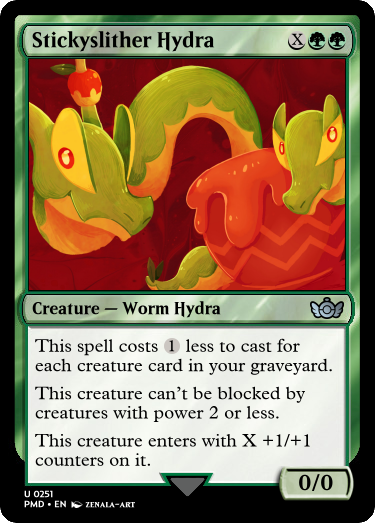 Stickyslither Hydra X
Creature — Worm Hydra
This spell costs 1 less to cast for
each creature card in your graveyard.
This creature can't be blocked by
creatures with power 2 or less.
This creature enters with X +1/+1
counters on it.
0/0
U 0251
PMD • EN ZENALA-ART